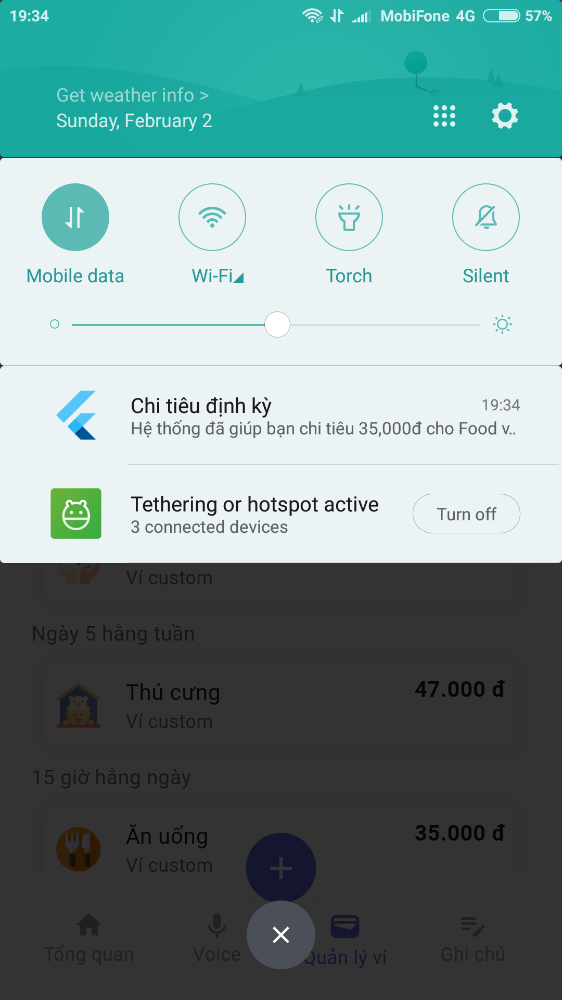 19:34
MobiFone 4G 57%
Get weather info >
Sunday, February 2
Mobile data
Wi-Fi
Torch
Silent
Chi tiêu định kỳ
19:34
Hệ thống đã giúp bạn chi tiêu 35,000đ cho Food v..
Tethering or hotspot active
3 connected devices
Turn off
Ví custom
Ngày 5 hằng tuần
Thú cưng
47.000 đ
Ví custom
15 giờ hằng ngày
Ăn uống
35.000 đ
Ví custom
Tổng quan
Voice
Quản lý ví
Ghi chú